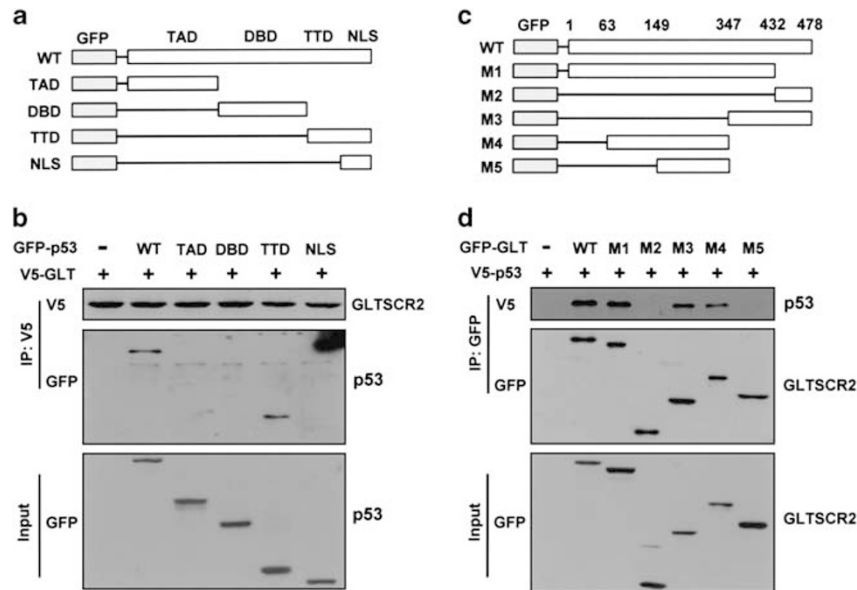 a
GFP TAD DBD TTD NLS
WT
TAD
DBD
TTD
NLS
b
GFP-p53 - WT TAD DBD TTD NLS
V5-GLT + + + + + +
IP: V5
V5 GLTSCR2
GFP p53
Input
GFP p53
c
GFP 1 63 149 347 432 478
WT
M1
M2
M3
M4
M5
d
GFP-GLT - WT M1 M2 M3 M4 M5
V5-p53 + + + + + + +
IP: GFP
V5 p53
GFP GLTSCR2
Input
GFP GLTSCR2